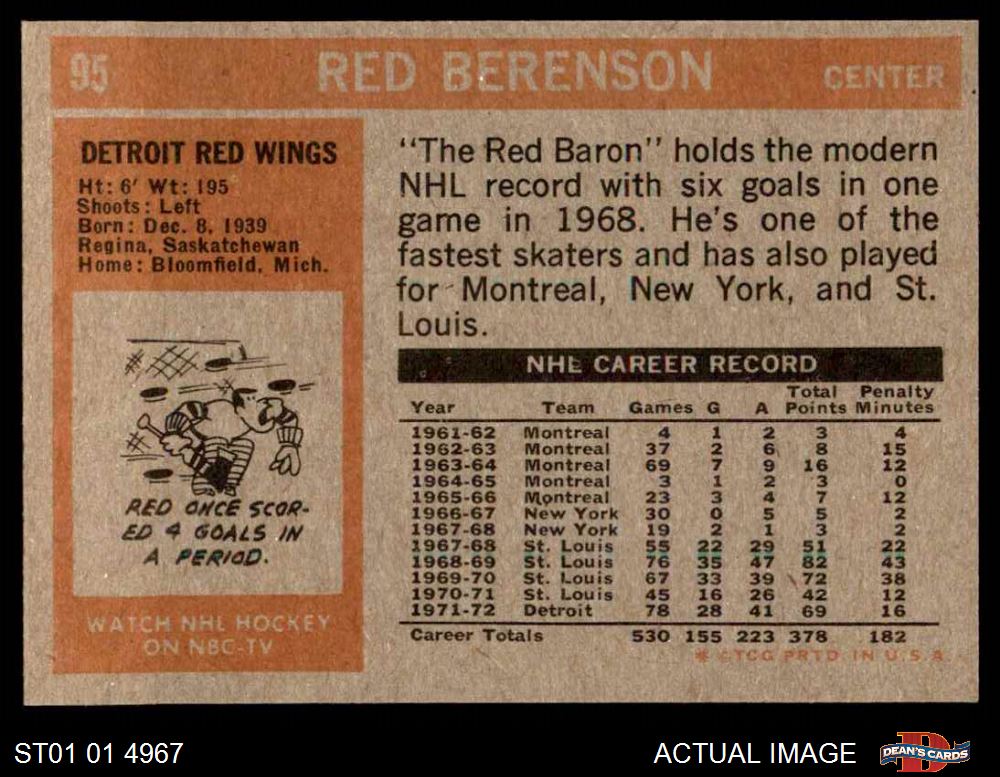 95 RED BERENSON CENTER
DETROIT RED WINGS
Ht: 6' Wt: 195
Shoots: Left
Born: Dec. 8, 1939
Regina, Saskatchewan
Home: Bloomfield, Mich.
RED ONCE SCOR-
ED 4 GOALS IN
A PERIOD.
WATCH NHL HOCKEY
ON NBC-TV
"The Red Baron" holds the modern
NHL record with six goals in one
game in 1968. He's one of the
fastest skaters and has also played
for Montreal, New York, and St.
Louis.
NHL CAREER RECORD
Year Team Games G A Total Points Penalty Minutes
1961-62 Montreal 4 1 2 3 4
1962-63 Montreal 37 2 6 8 15
1963-64 Montreal 69 7 9 16 12
1964-65 Montreal 3 1 2 3 0
1965-66 Montreal 23 3 4 7 12
1966-67 New York 30 0 5 5 2
1967-68 New York 19 2 1 3 2
1967-68 St. Louis 55 22 29 51 22
1968-69 St. Louis 76 35 47 82 43
1969-70 St. Louis 67 33 39 72 38
1970-71 St. Louis 45 16 26 42 12
1971-72 Detroit 78 28 41 69 16
Career Totals 530 155 223 378 182
* ©TCG PRTD. IN U.S.A.
ST01 01 4967
ACTUAL IMAGE
DEAN'S CARDS